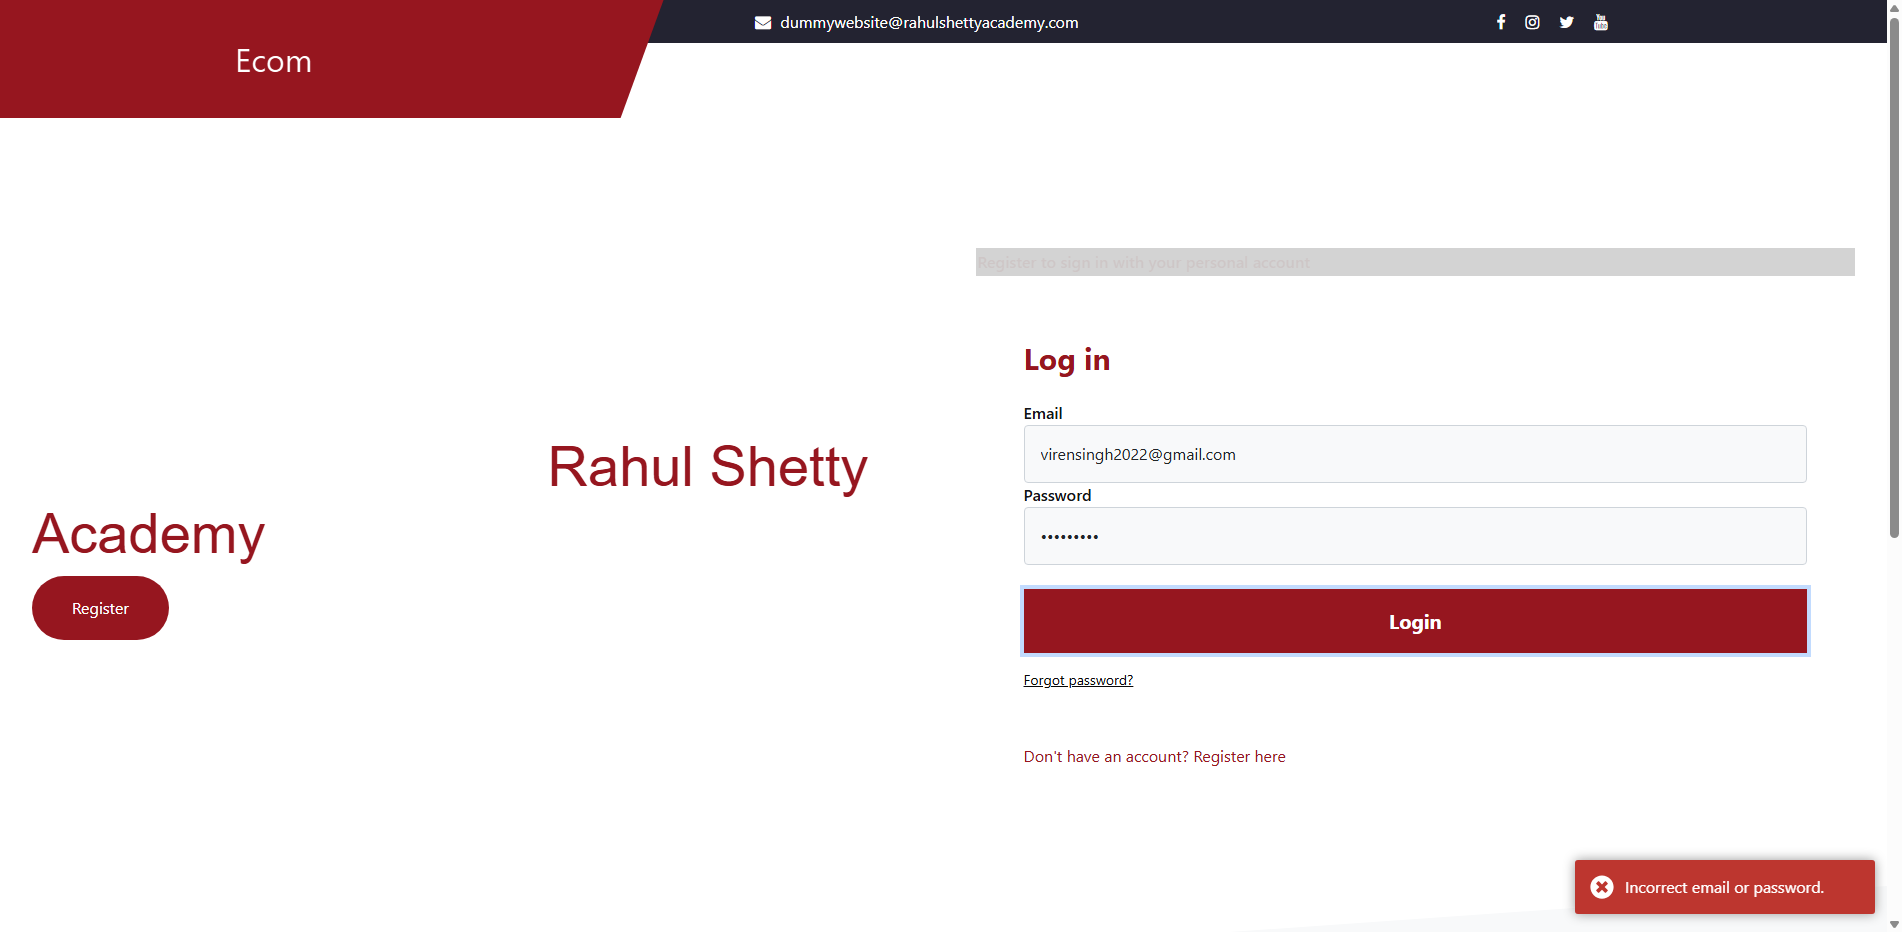 Ecom
dummywebsite@rahulshettyacademy.com
Register to sign in with your personal account
Rahul Shetty
Academy
Register
Log in
Email
virensingh2022@gmail.com
Password
•••••••••
Login
Forgot password?
Don't have an account? Register here
Incorrect email or password.